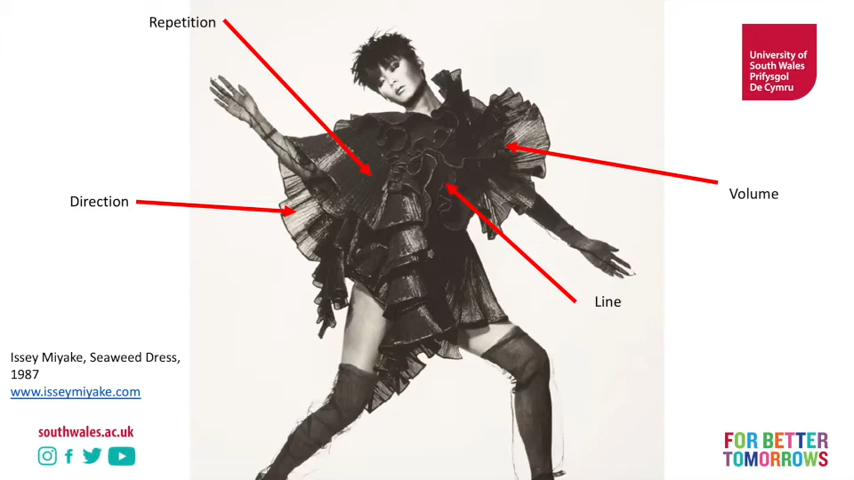 Repetition
University of
South Wales
Prifysgol
De Cymru
Direction
Volume
Line
Issey Miyake, Seaweed Dress,
1987
www.isseymiyake.com
southwales.ac.uk
FOR BETTER
TOMORROWS